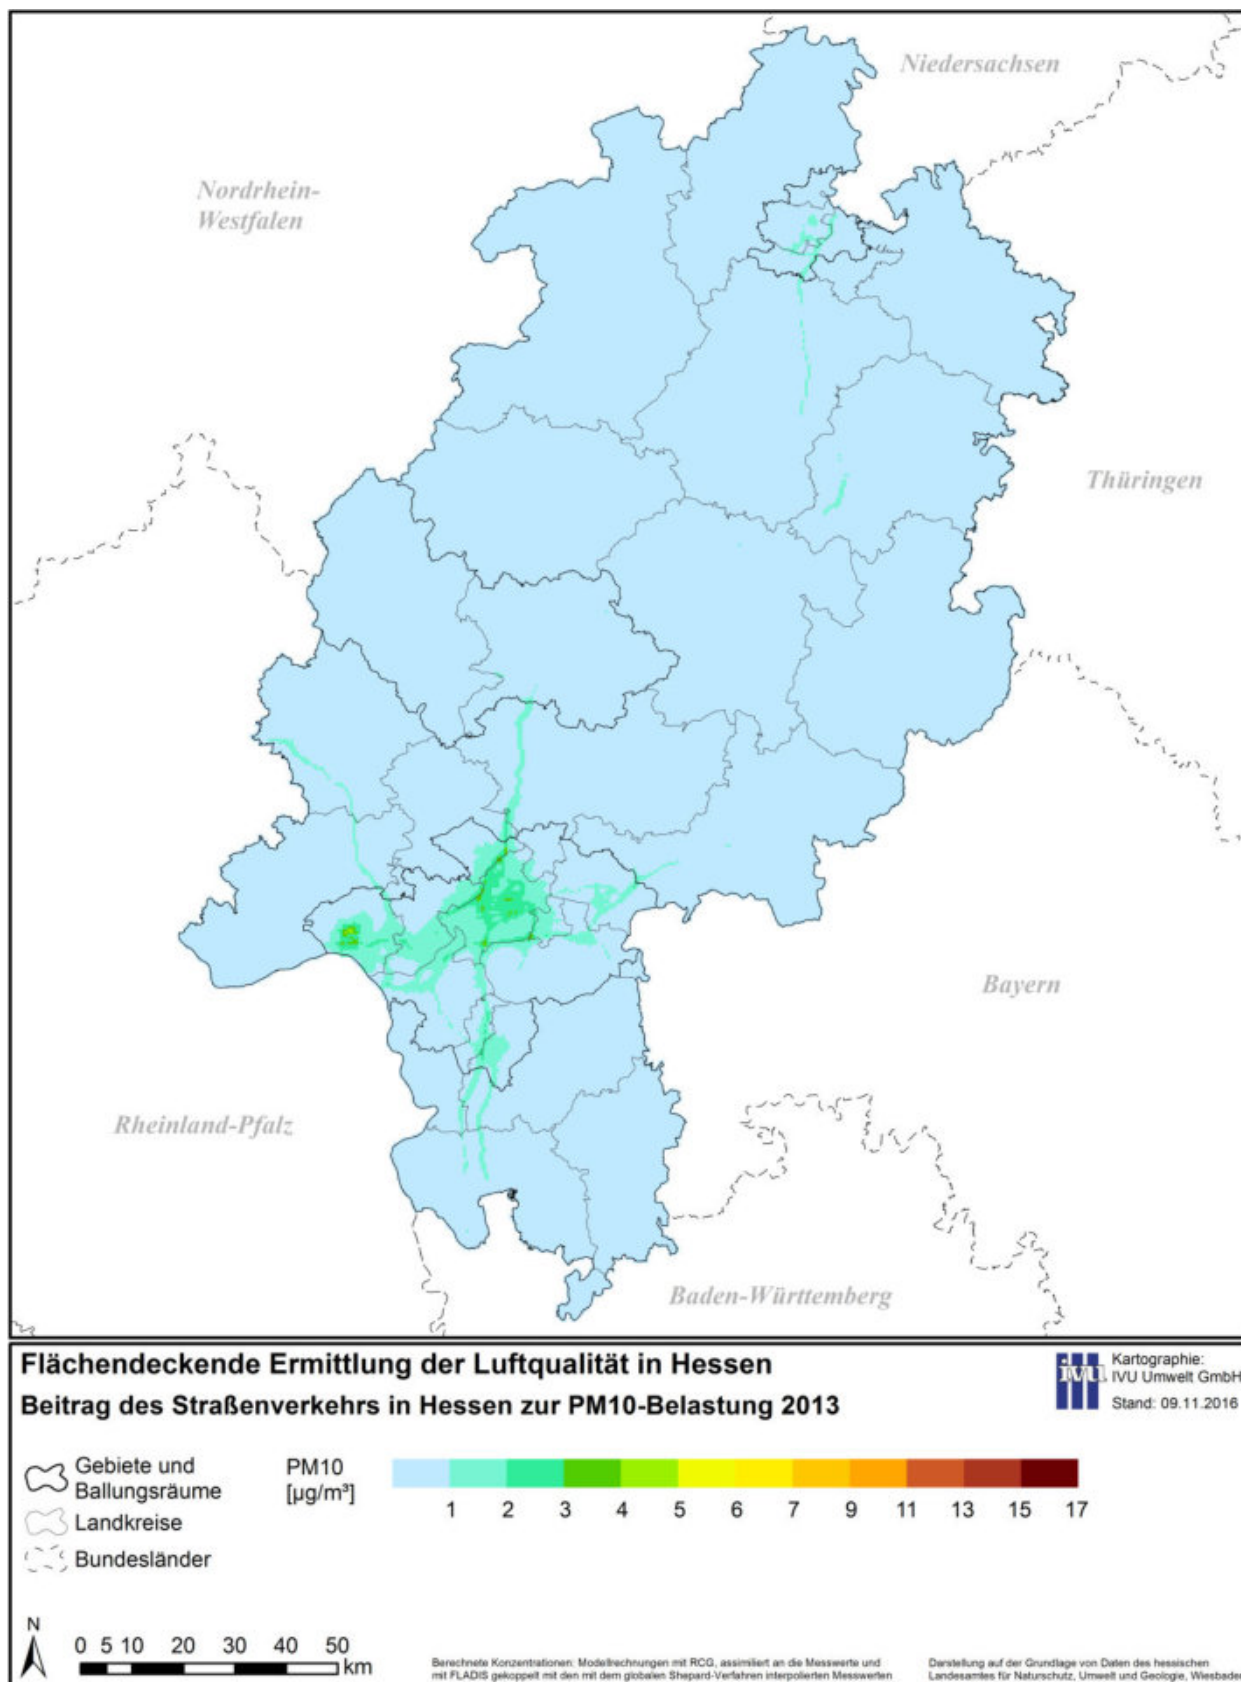 Niedersachsen
Nordrhein-
Westfalen
Thüringen
Bayern
Rheinland-Pfalz
Baden-Württemberg
Flächendeckende Ermittlung der Luftqualität in Hessen
Beitrag des Straßenverkehrs in Hessen zur PM10-Belastung 2013
ivu
Kartographie:
IVU Umwelt GmbH
Stand: 09.11.2016
Gebiete und
Ballungsräume
Landkreise
Bundesländer
PM10
[µg/m³]
1 2 3 4 5 6 7 9 11 13 15 17
N
0 5 10 20 30 40 50
km
Berechnete Konzentrationen: Modellrechnungen mit RCG, assimiliert an die Messwerte und
mit FLADIS gekoppelt mit den mit dem globalen Shepard-Verfahren interpolierten Messwerten
Darstellung auf der Grundlage von Daten des hessischen
Landesamtes für Naturschutz, Umwelt und Geologie, Wiesbaden